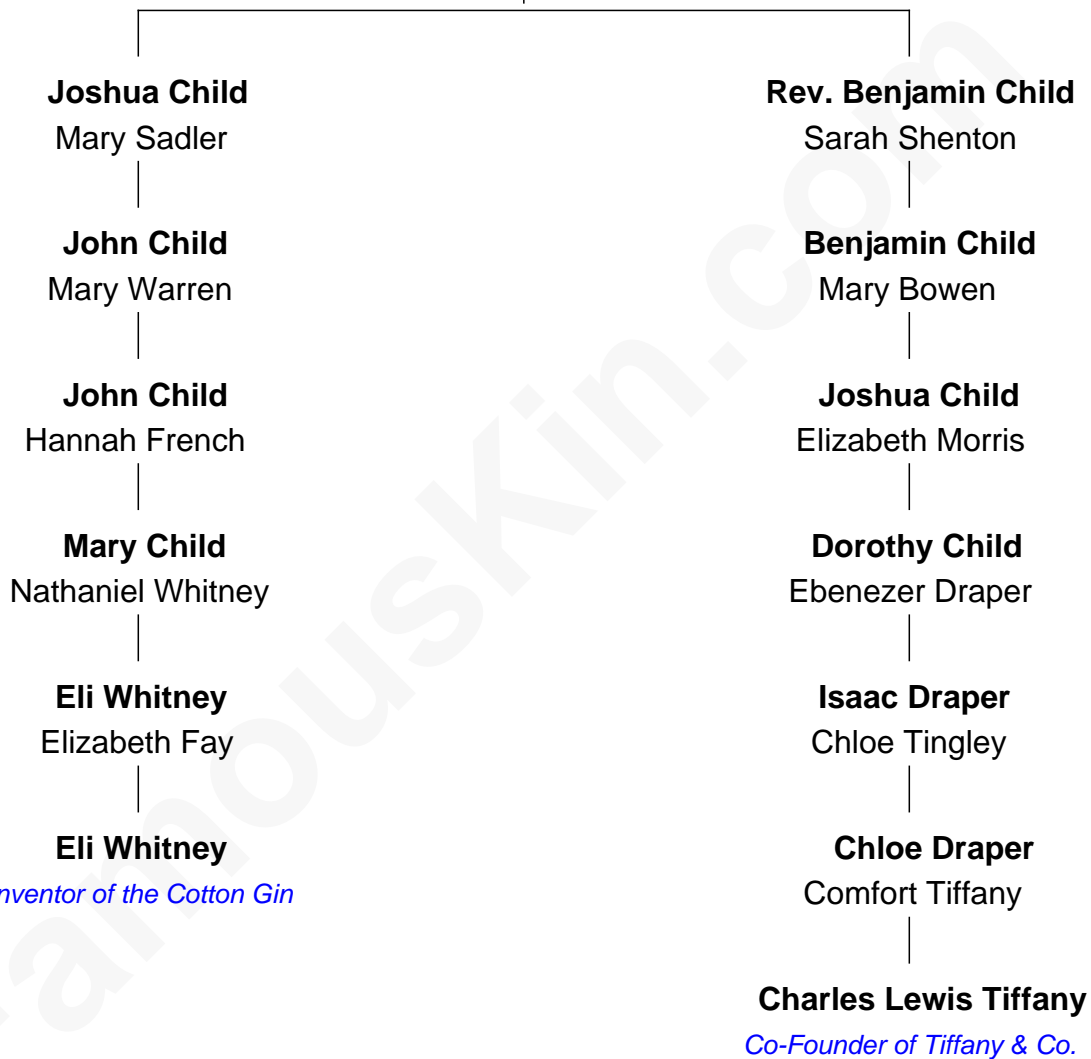 Joshua Child
Mary Sadler
John Child
Mary Warren
John Child
Hannah French
Mary Child
Nathaniel Whitney
Eli Whitney
Elizabeth Fay
Eli Whitney
nventor of the Cotton Gin
Rev. Benjamin Child
Sarah Shenton
Benjamin Child
Mary Bowen
Joshua Child
Elizabeth Morris
Dorothy Child
Ebenezer Draper
Isaac Draper
Chloe Tingley
Chloe Draper
Comfort Tiffany
Charles Lewis Tiffany
Co-Founder of Tiffany & Co.
amousKin.com